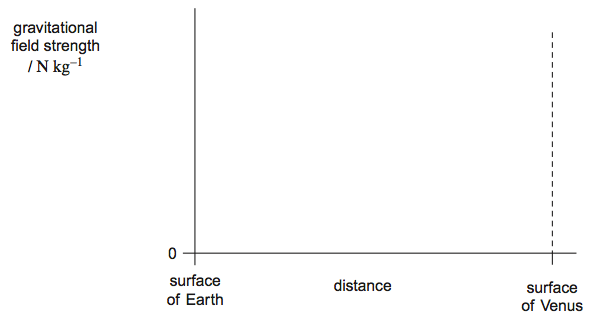 gravitational
field strength
/ N kg⁻¹
0
surface
of Earth
distance
surface
of Venus